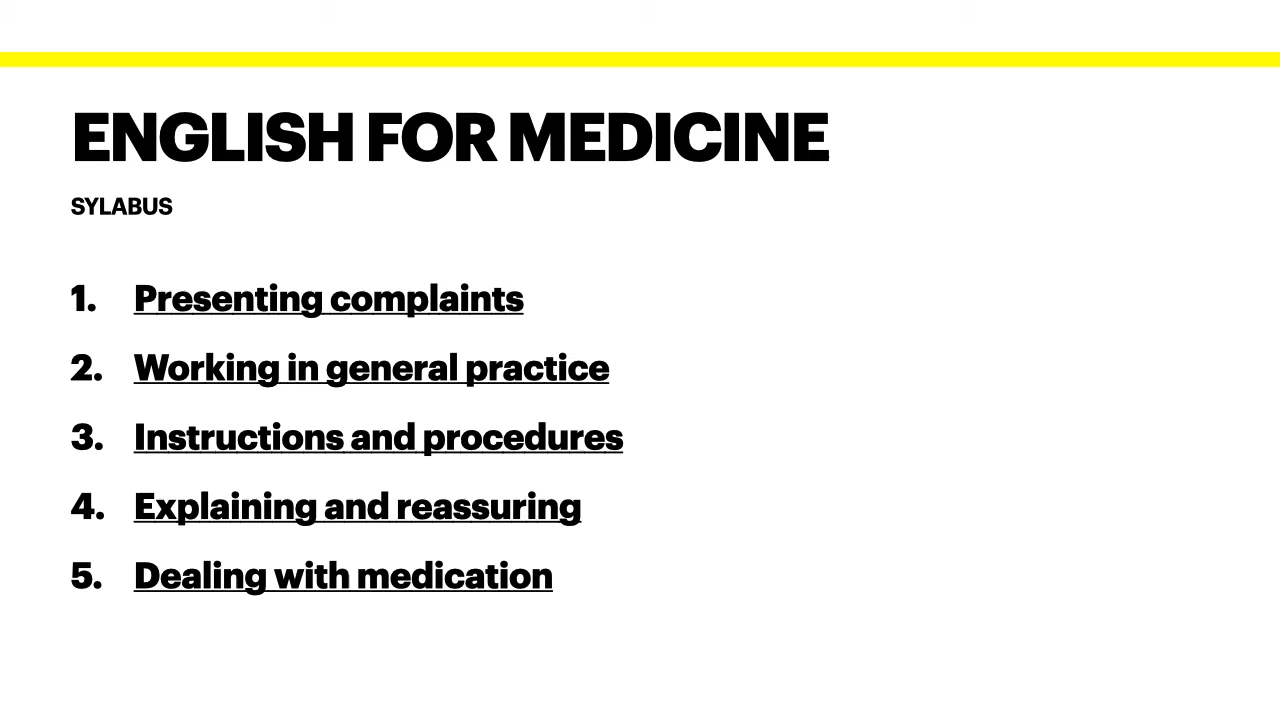 ENGLISH FOR MEDICINE
SYLABUS
1. Presenting complaints
2. Working in general practice
3. Instructions and procedures
4. Explaining and reassuring
5. Dealing with medication